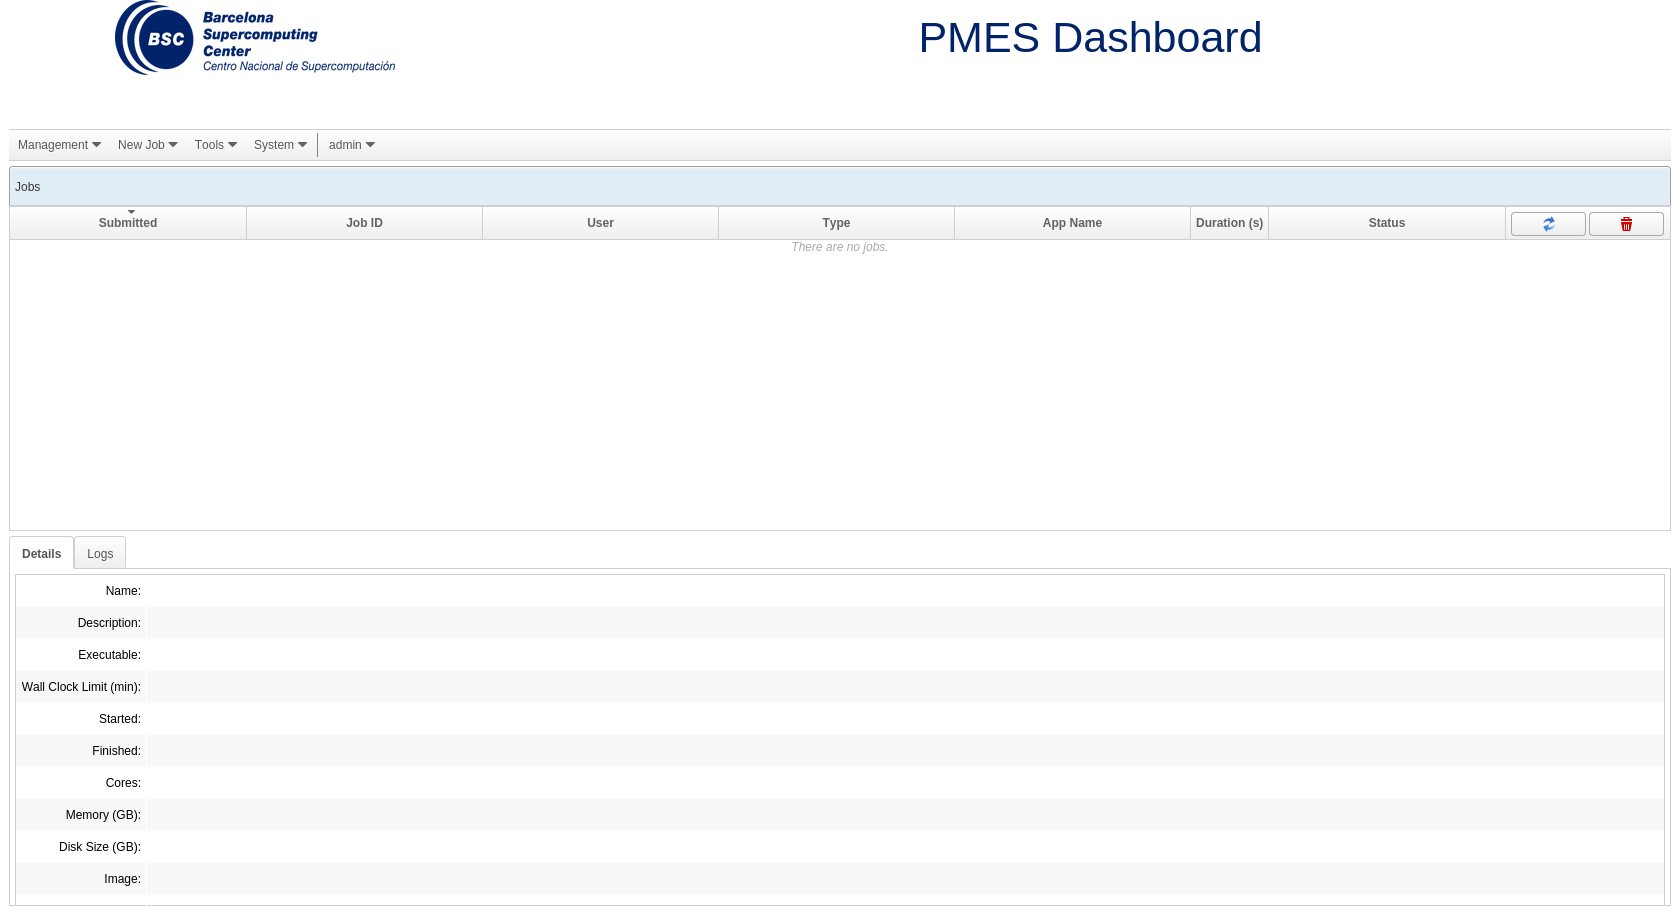 BSC
Barcelona
Supercomputing
Center
Centro Nacional de Supercomputación
PMES Dashboard
Management New Job Tools System admin
Jobs
Submitted Job ID User Type App Name Duration (s) Status
There are no jobs.
Details Logs
Name:
Description:
Executable:
Wall Clock Limit (min):
Started:
Finished:
Cores:
Memory (GB):
Disk Size (GB):
Image: